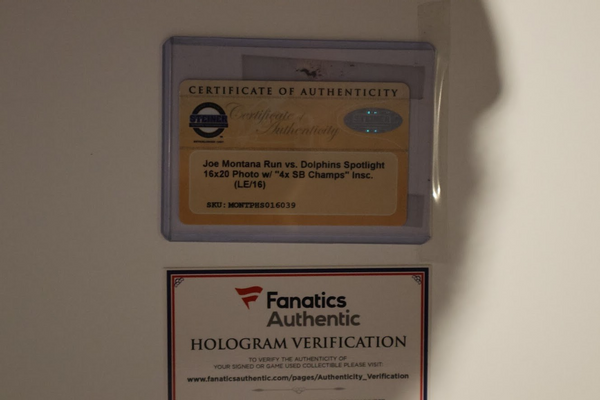 CERTIFICATE OF AUTHENTICITY
Certificate of
Authenticity
Joe Montana Run vs. Dolphins Spotlight
16x20 Photo w/ "4x SB Champs" Insc.
(LE/16)
SKU: MONTPHS016039
Fanatics
Authentic
HOLOGRAM VERIFICATION
TO VERIFY THE AUTHENTICITY OF
YOUR SIGNED OR GAME USED COLLECTIBLE PLEASE VISIT:
www.fanaticsauthentic.com/pages/Authenticity_Verification